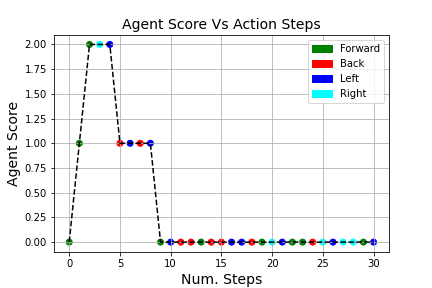 Agent Score Vs Action Steps
Agent Score
2.00
1.75
1.50
1.25
1.00
0.75
0.50
0.25
0.00
Forward
Back
Left
Right
0 5 10 15 20 25 30
Num. Steps